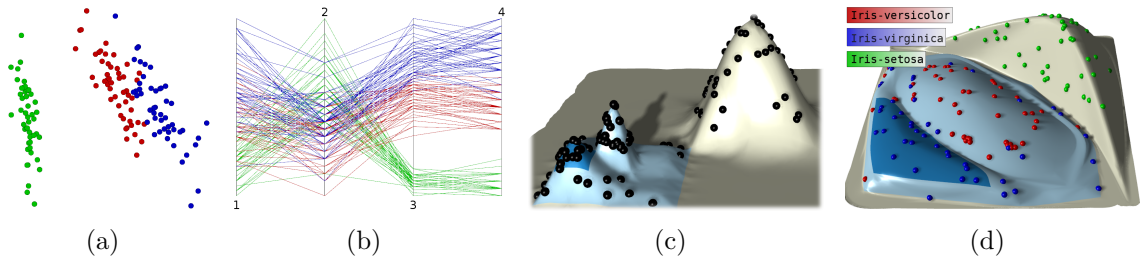 2
4
1
3
Iris-versicolor
Iris-virginica
Iris-setosa
(a)
(b)
(c)
(d)